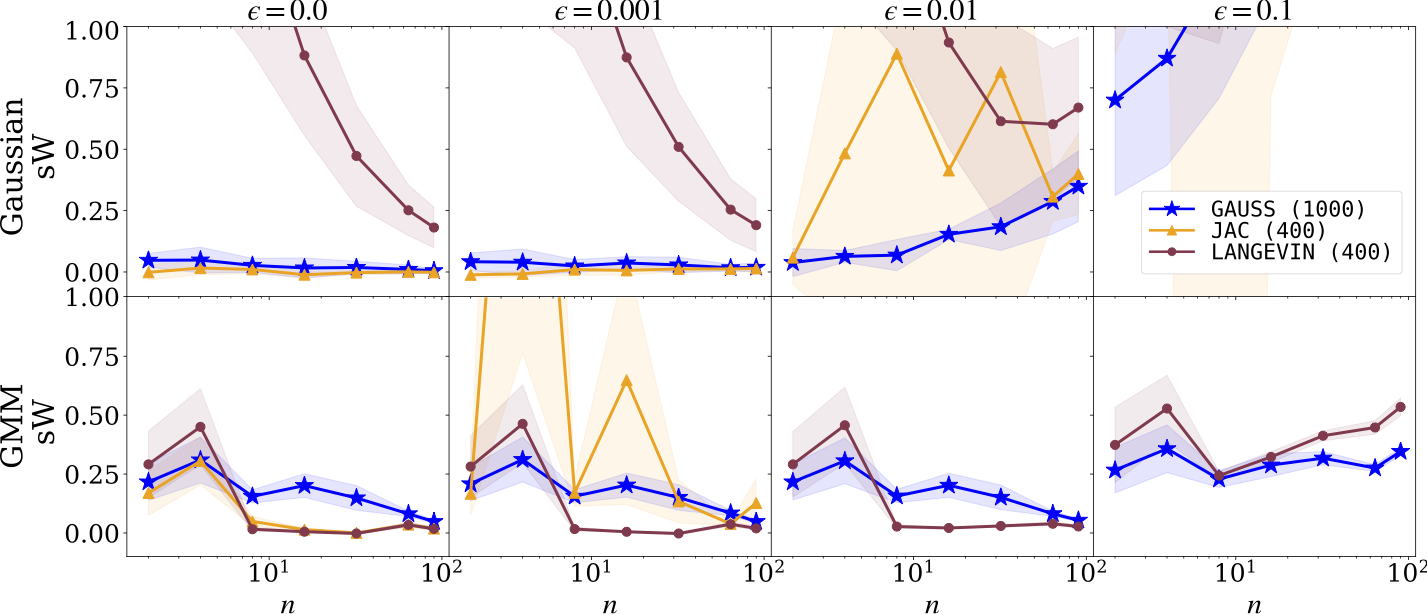 ϵ = 0.0
ϵ = 0.001
ϵ = 0.01
ϵ = 0.1
Gaussian
sW
1.00
0.75
0.50
0.25
0.00
GAUSS (1000)
JAC (400)
LANGEVIN (400)
GMM
sW
1.00
0.75
0.50
0.25
0.00
10¹
10²
10¹
10²
10¹
10²
10¹
10²
n
n
n
n